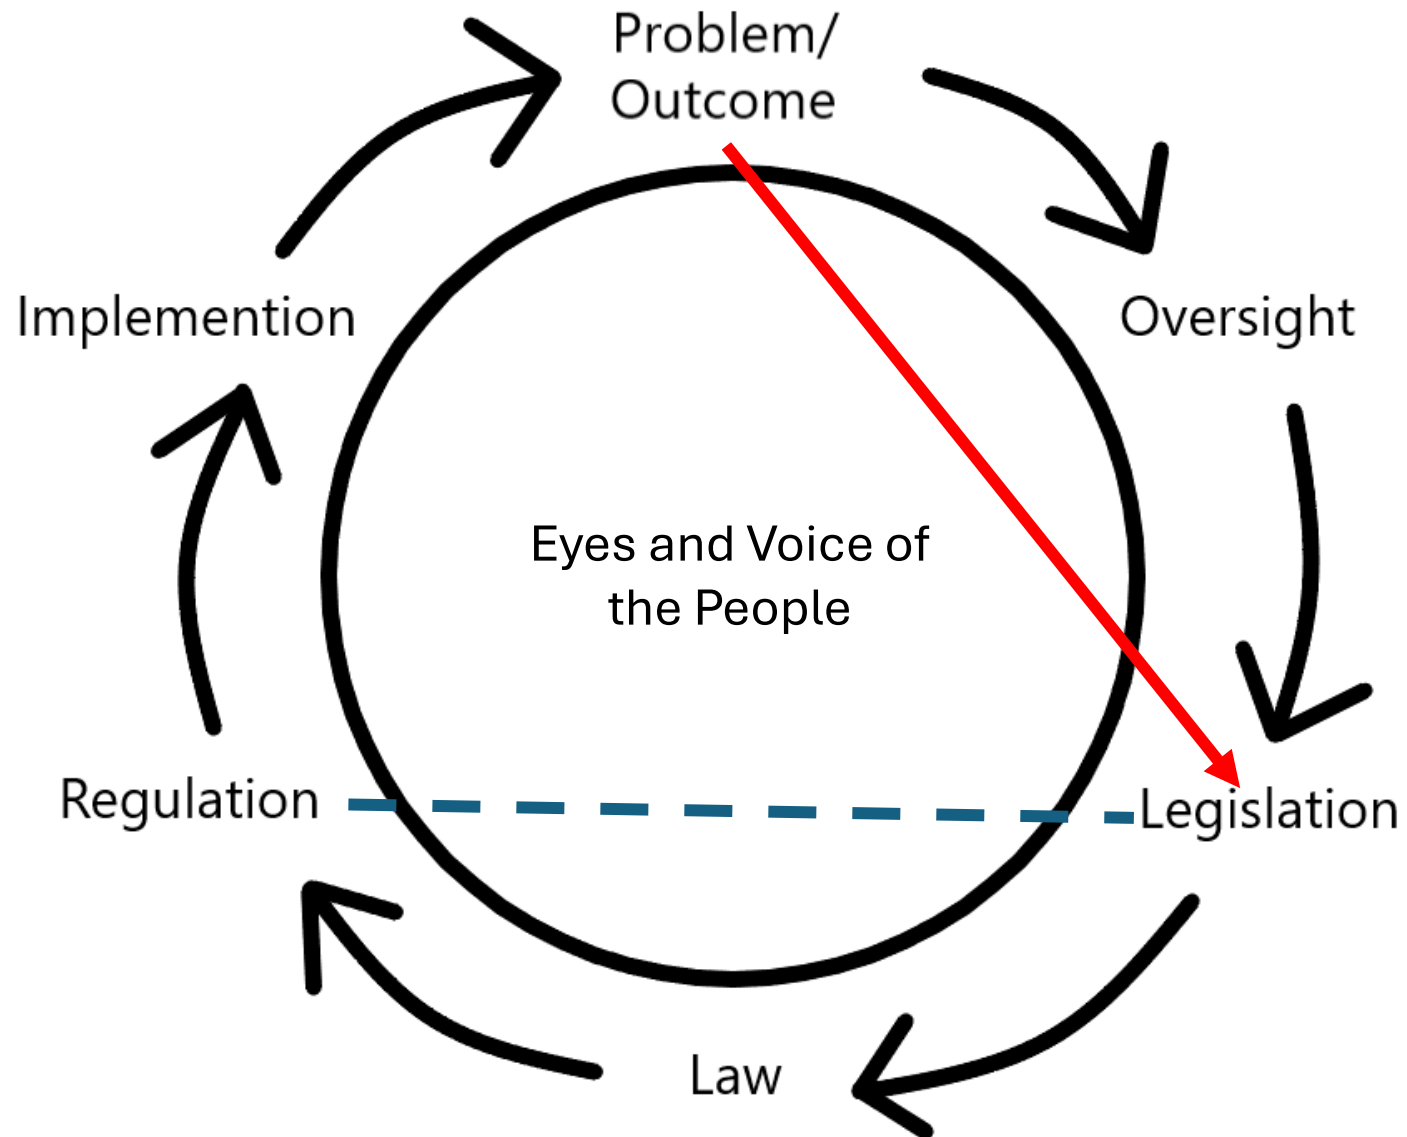 Problem/
Outcome
Implemention
Oversight
Eyes and Voice of
the People
Regulation
Legislation
Law